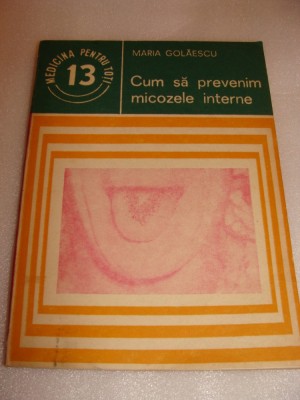 MEDICINA PENTRU TOȚI
13
MARIA GOLĂESCU
Cum să prevenim
micozele interne